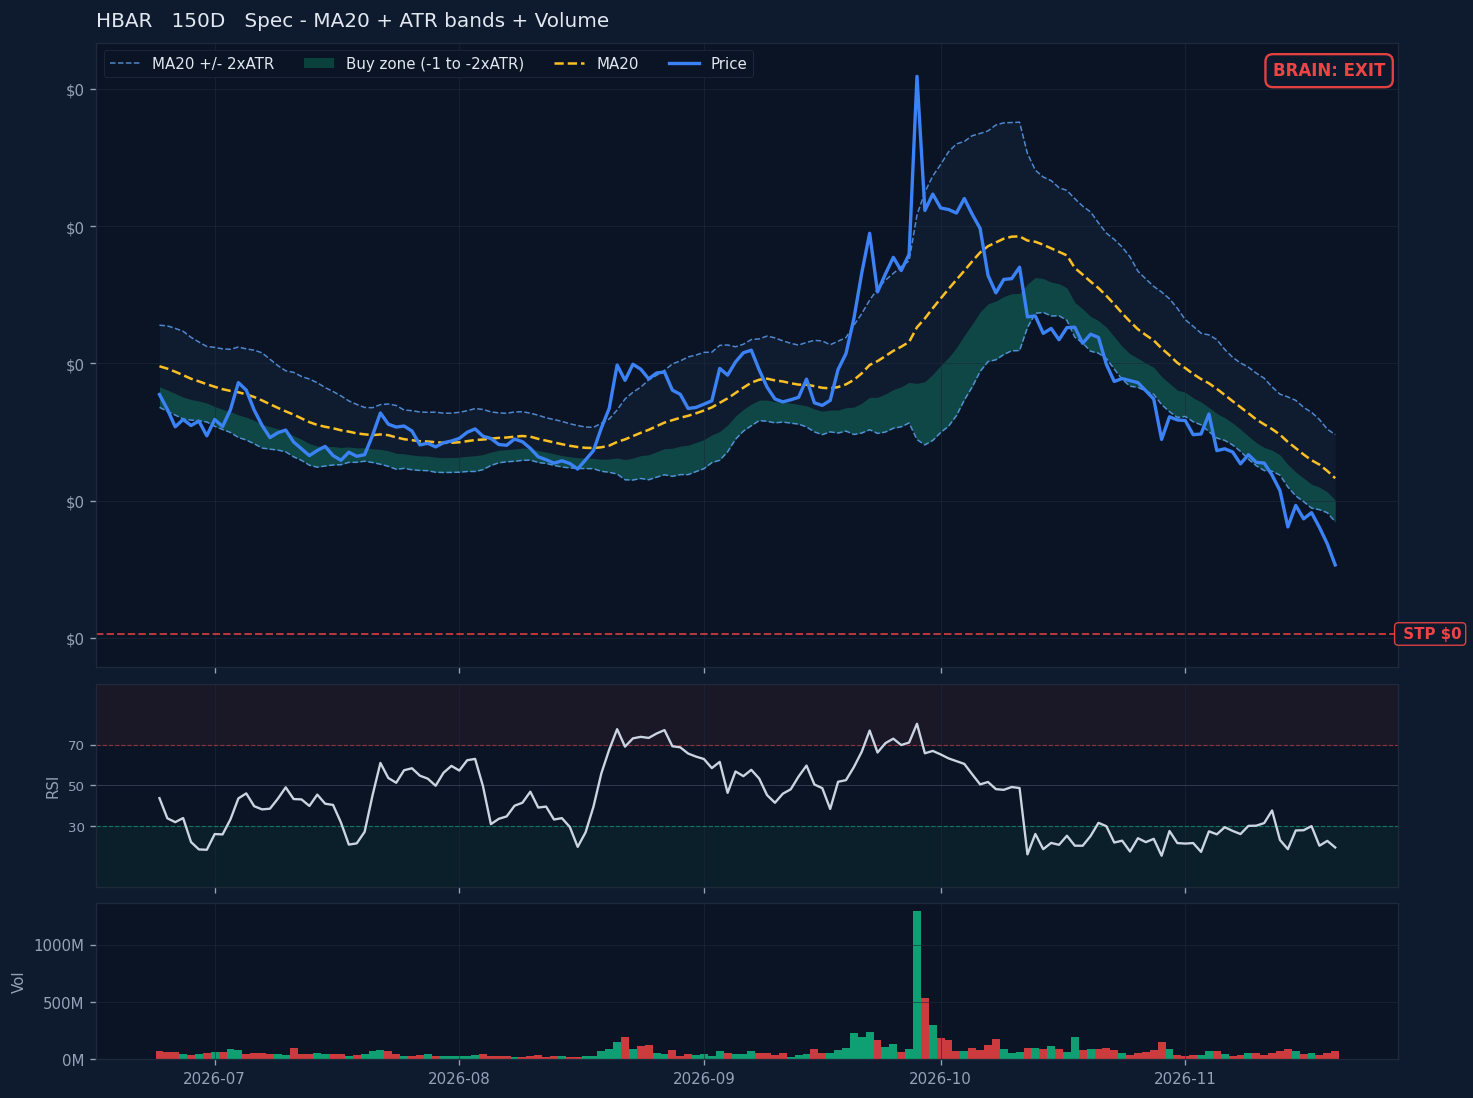 HBAR 150D Spec - MA20 + ATR bands + Volume
MA20 +/- 2xATR Buy zone (-1 to -2xATR) MA20 Price
BRAIN: EXIT
$0
$0
$0
$0
$0
STP $0
RSI
70
50
30
Vol
1000M
500M
0M
2026-07 2026-08 2026-09 2026-10 2026-11